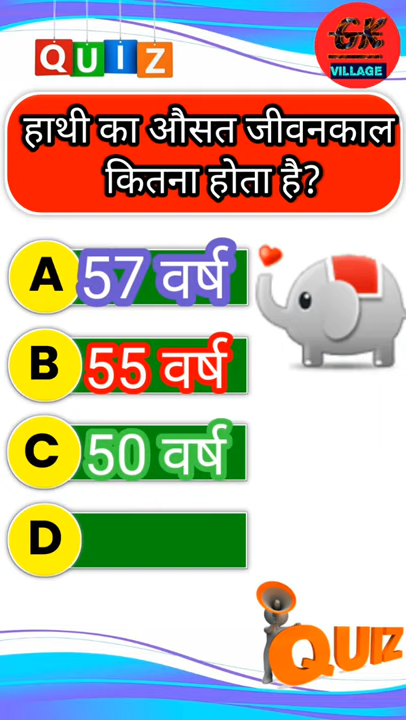 QUIZ
GK
VILLAGE
हाथी का औसत जीवनकाल
कितना होता है?
A 57 वर्ष
B 55 वर्ष
C 50 वर्ष
D
QUIZ